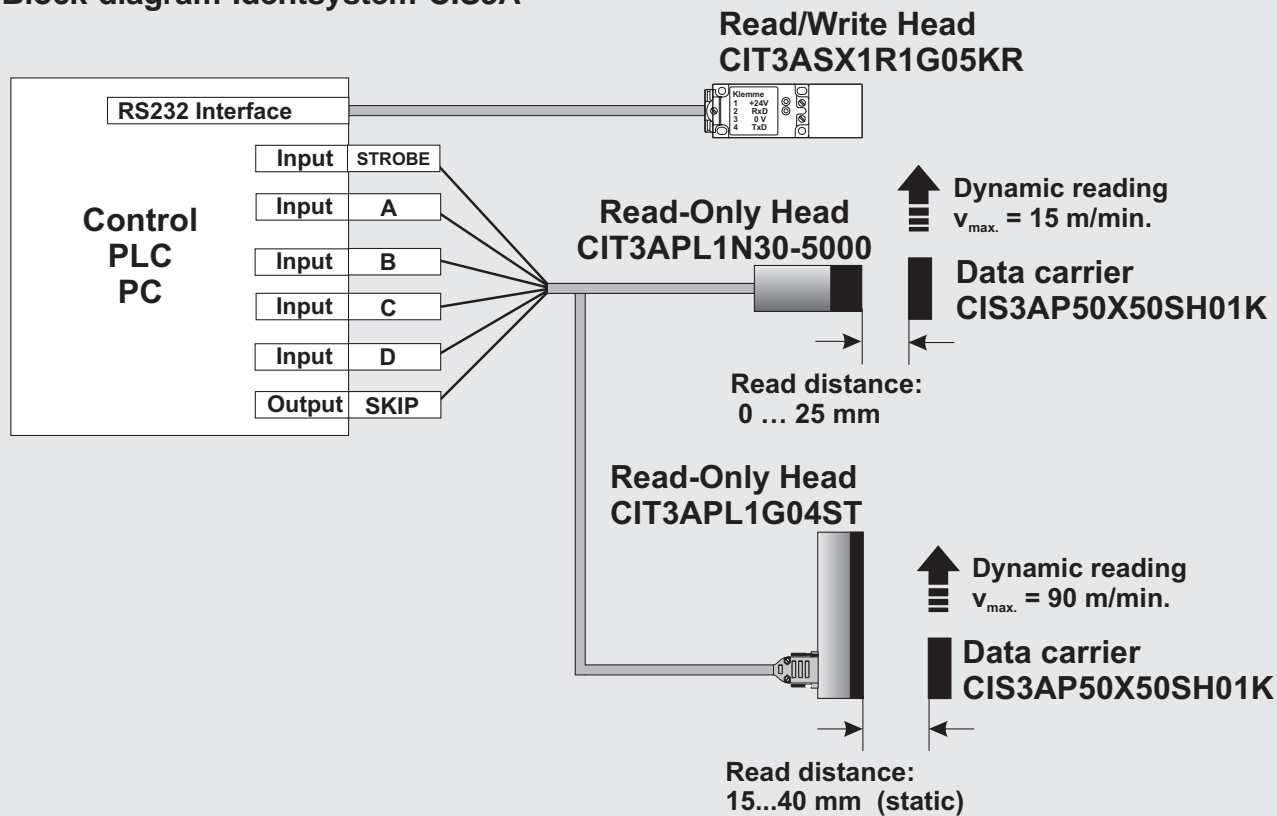 Block diagram Identsystem CIS3A
Read/Write Head
CIT3ASX1R1G05KR
RS232 Interface
Klemme
1 +24V
2 RxD
3 0 V
4 TxD
Input STROBE
Input A
Input B
Input C
Input D
Output SKIP
Control
PLC
PC
Read-Only Head
CIT3APL1N30-5000
Dynamic reading
vmax. = 15 m/min.
Data carrier
CIS3AP50X50SH01K
Read distance:
0 … 25 mm
Read-Only Head
CIT3APL1G04ST
Dynamic reading
vmax. = 90 m/min.
Data carrier
CIS3AP50X50SH01K
Read distance:
15...40 mm (static)